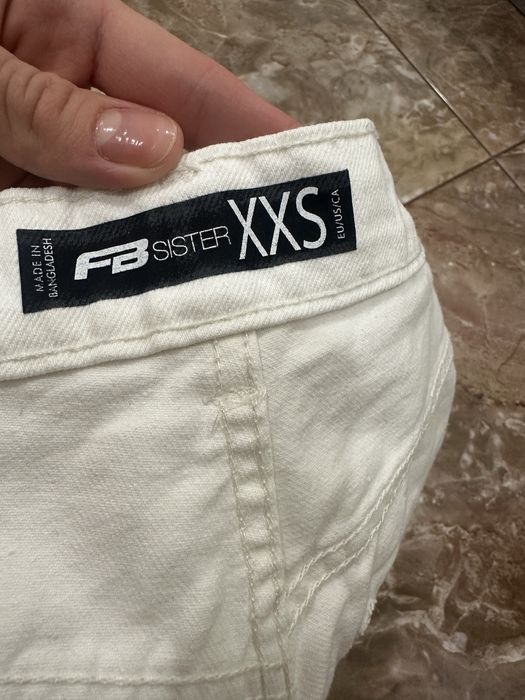 MADE IN
BANGLADESH
FB SISTER
XXS
EU/US/CA